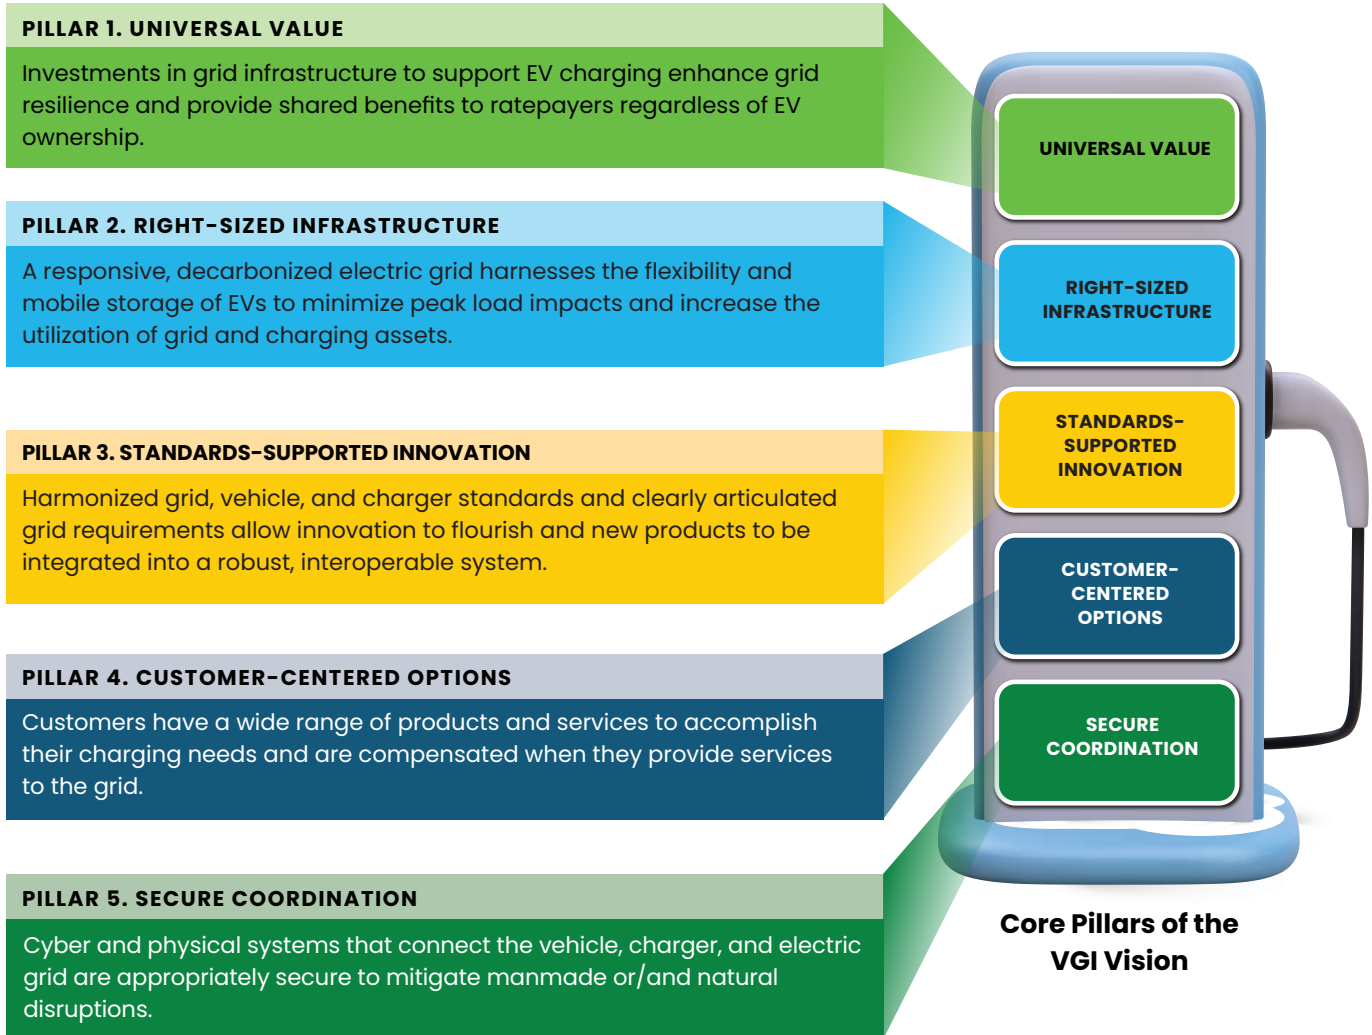 PILLAR 1. UNIVERSAL VALUE
Investments in grid infrastructure to support EV charging enhance grid
resilience and provide shared benefits to ratepayers regardless of EV
ownership.
PILLAR 2. RIGHT-SIZED INFRASTRUCTURE
A responsive, decarbonized electric grid harnesses the flexibility and
mobile storage of EVs to minimize peak load impacts and increase the
utilization of grid and charging assets.
PILLAR 3. STANDARDS-SUPPORTED INNOVATION
Harmonized grid, vehicle, and charger standards and clearly articulated
grid requirements allow innovation to flourish and new products to be
integrated into a robust, interoperable system.
PILLAR 4. CUSTOMER-CENTERED OPTIONS
Customers have a wide range of products and services to accomplish
their charging needs and are compensated when they provide services
to the grid.
PILLAR 5. SECURE COORDINATION
Cyber and physical systems that connect the vehicle, charger, and electric
grid are appropriately secure to mitigate manmade or/and natural
disruptions.
UNIVERSAL VALUE
RIGHT-SIZED
INFRASTRUCTURE
STANDARDS-
SUPPORTED
INNOVATION
CUSTOMER-
CENTERED
OPTIONS
SECURE
COORDINATION
Core Pillars of the
VGI Vision